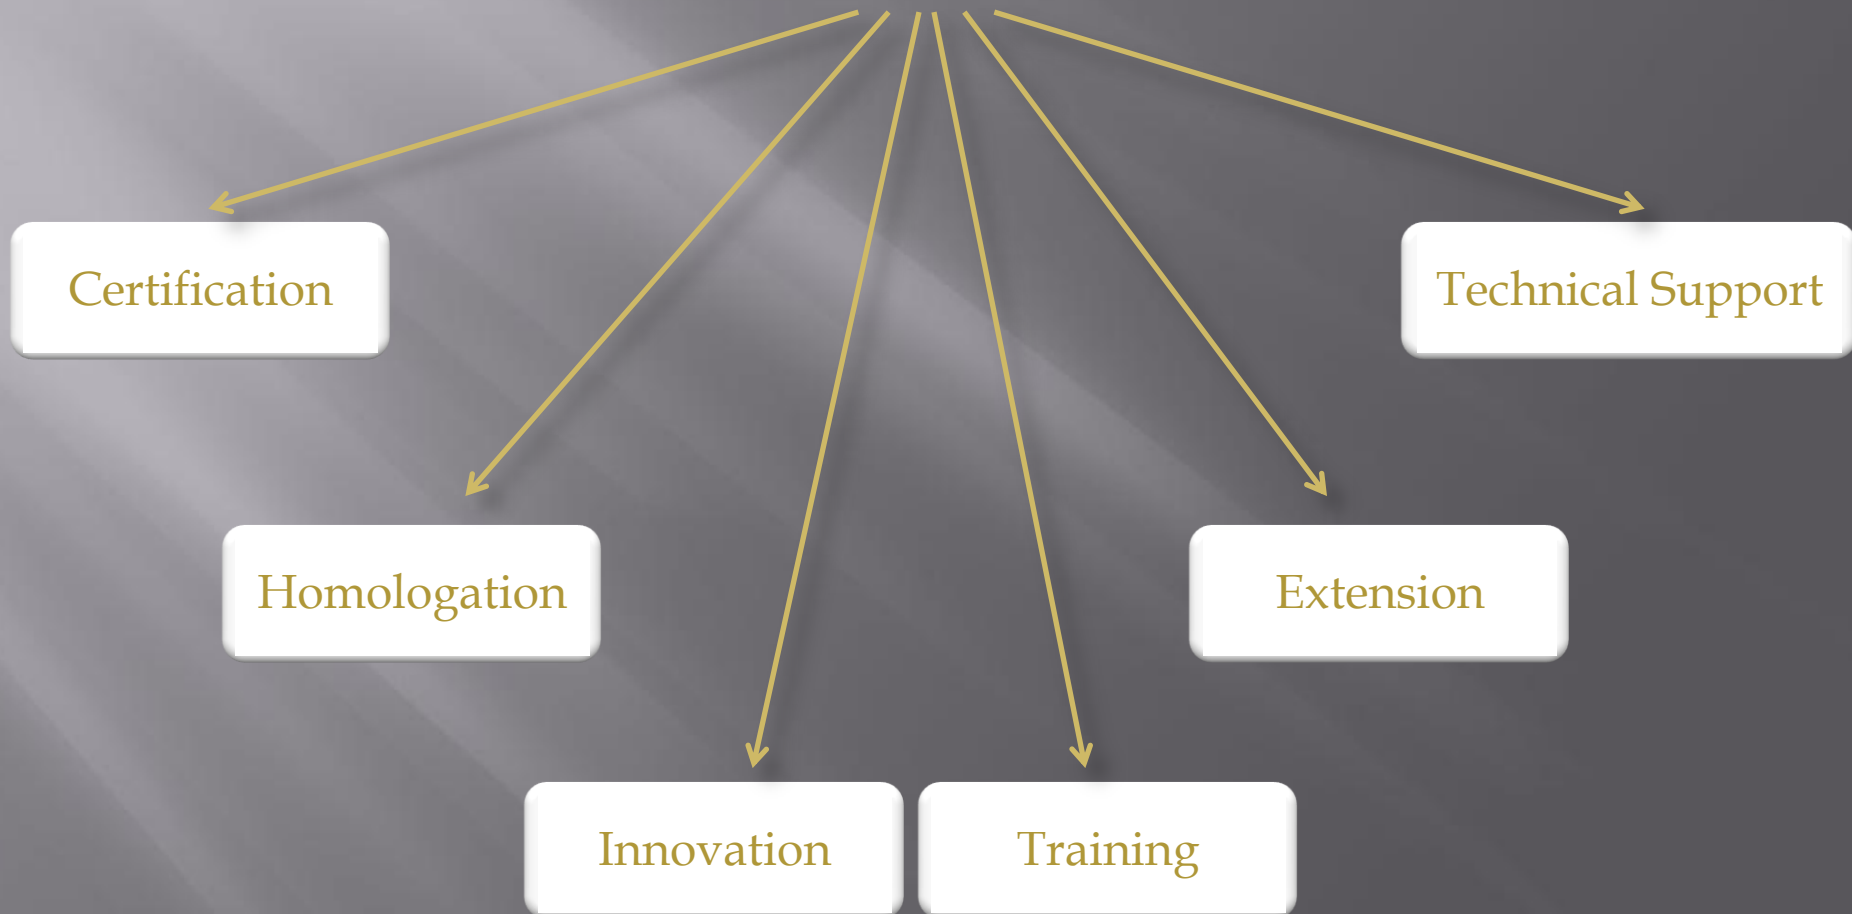 Certification
Technical Support
Homologation
Extension
Innovation
Training